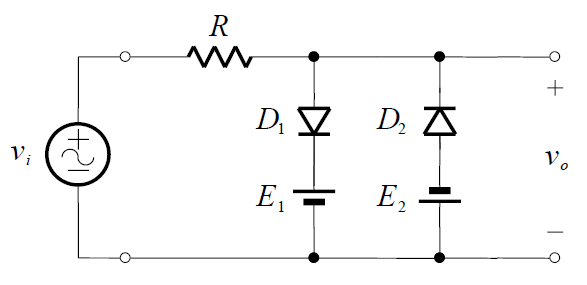 R
D₁
D₂
+
+
vᵢ
vₒ
−
E₁
E₂
−